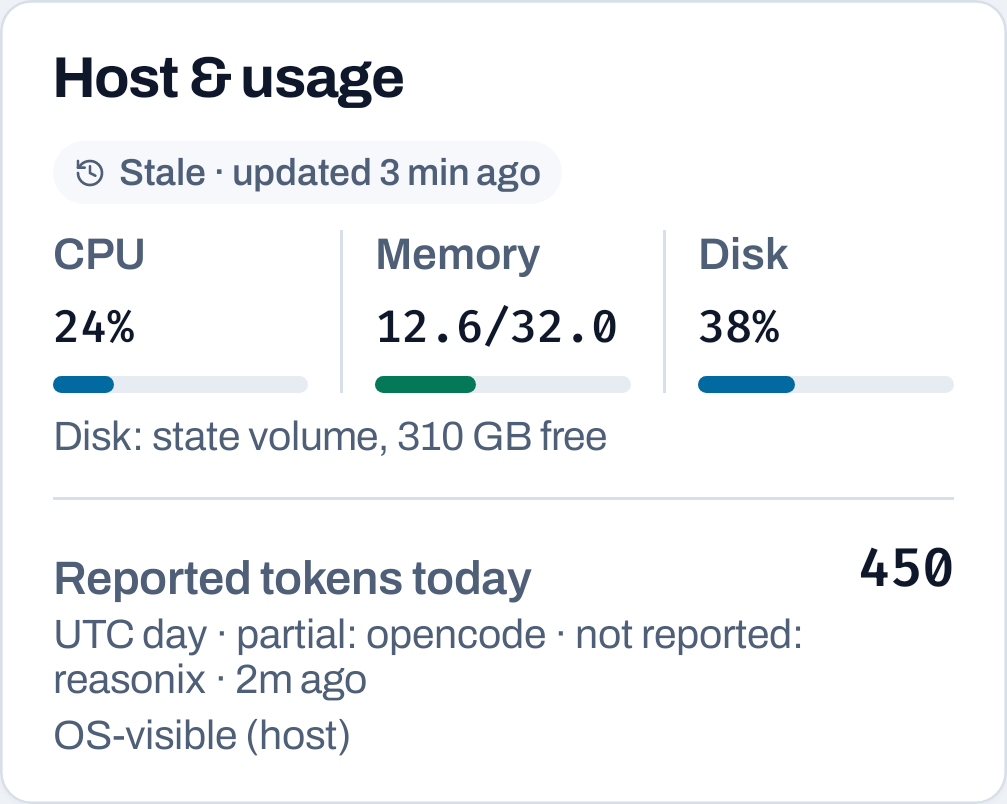 Host & usage
Stale · updated 3 min ago
CPU
Memory
Disk
24%
12.6/32.0
38%
Disk: state volume, 310 GB free
Reported tokens today
450
UTC day · partial: opencode · not reported:
reasonix · 2m ago
OS-visible (host)